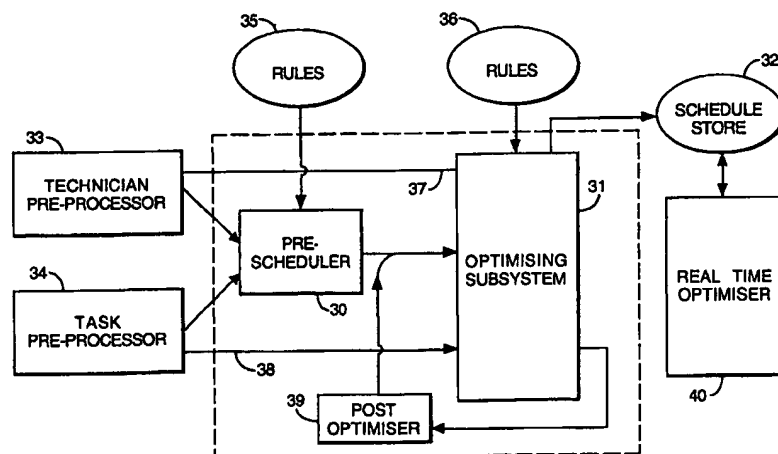 35
RULES
36
RULES
32
SCHEDULE
STORE
33
TECHNICIAN
PRE-PROCESSOR
37
31
PRE-
SCHEDULER
30
OPTIMISING
SUBSYSTEM
REAL TIME
OPTIMISER
34
TASK
PRE-PROCESSOR
38
39
POST
OPTIMISER
40